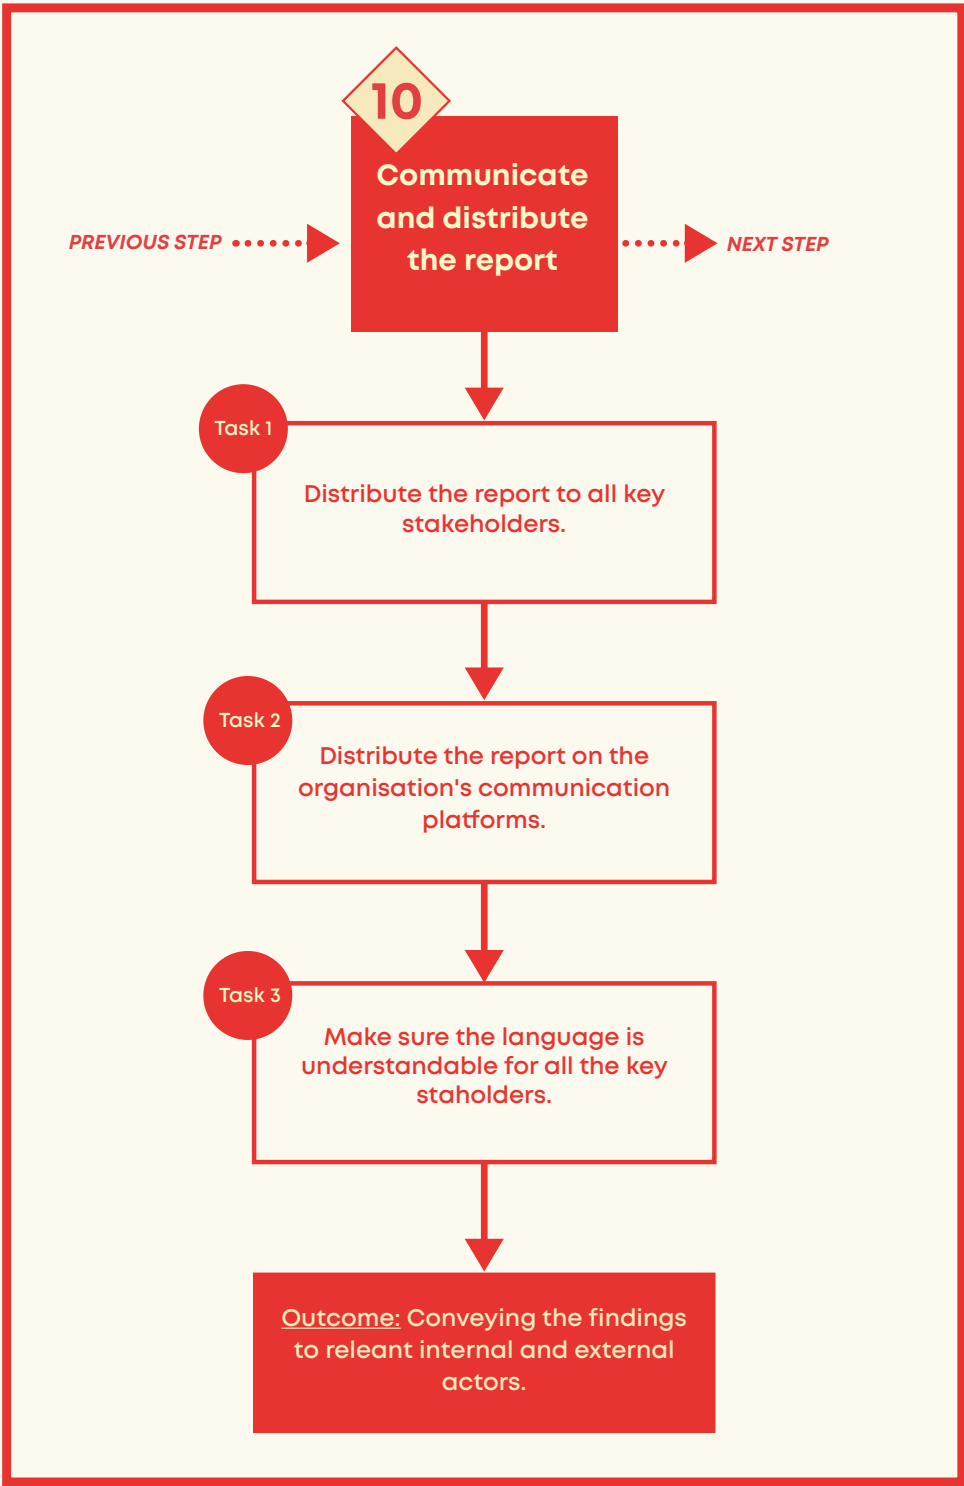 10
Communicate
and distribute
the report
PREVIOUS STEP
NEXT STEP
Task 1
Distribute the report to all key
stakeholders.
Task 2
Distribute the report on the
organisation's communication
platforms.
Task 3
Make sure the language is
understandable for all the key
staholders.
Outcome: Conveying the findings
to releant internal and external
actors.